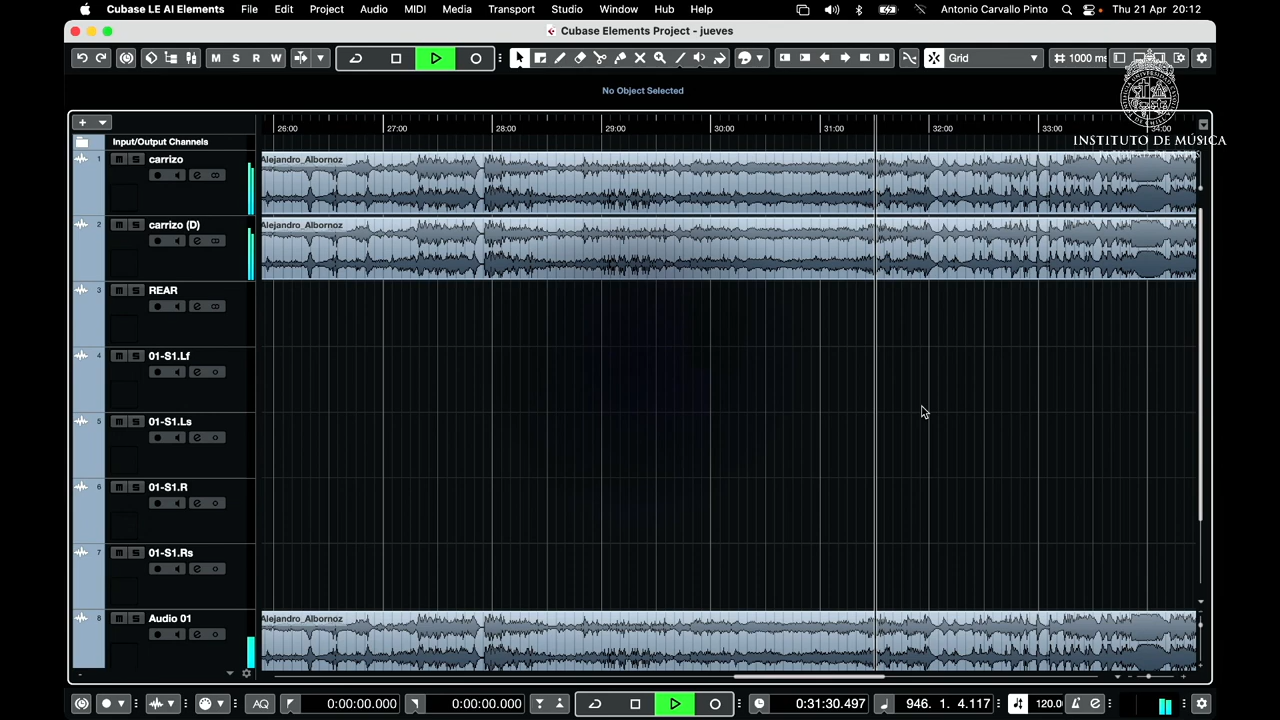 Cubase LE AI Elements File Edit Project Audio MIDI Media Transport Studio Window Hub Help Antonio Carvallo Pinto Thu 21 Apr 20:12
Cubase Elements Project - jueves
M S R W Grid 1000 ms
No Object Selected
26:00 27:00 28:00 29:00 30:00 31:00 32:00 33:00 34:00
INSTITUTO DE MÚSICA
Input/Output Channels
1 carrizo Alejandro_Albornoz
m S e
2 carrizo (D) Alejandro_Albornoz
m S e
3 REAR
m S e
4 01-S1.Lf
m S e
5 01-S1.Ls
m S e
6 01-S1.R
m S e
7 01-S1.Rs
m S e
8 Audio 01 Alejandro_Albornoz
m S e
AQ 0:00:00.000 0:00:00.000 0:31:30.497 946. 1. 4.117 120.0